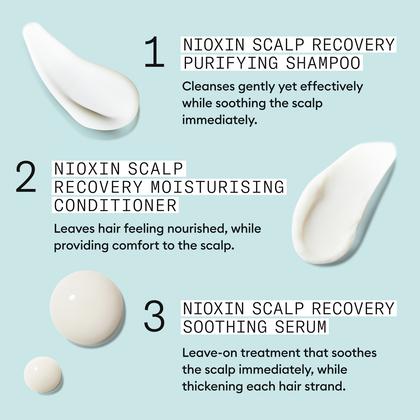 1
NIOXIN SCALP RECOVERY
PURIFYING SHAMPOO
Cleanses gently yet effectively
while soothing the scalp
immediately.
2
NIOXIN SCALP
RECOVERY MOISTURISING
CONDITIONER
Leaves hair feeling nourished, while
providing comfort to the scalp.
3
NIOXIN SCALP RECOVERY
SOOTHING SERUM
Leave-on treatment that soothes
the scalp immediately, while
thickening each hair strand.